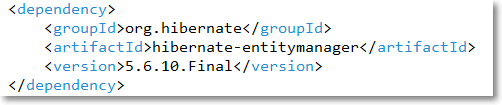 <dependency>
    <groupId>org.hibernate</groupId>
    <artifactId>hibernate-entitymanager</artifactId>
    <version>5.6.10.Final</version>
</dependency>